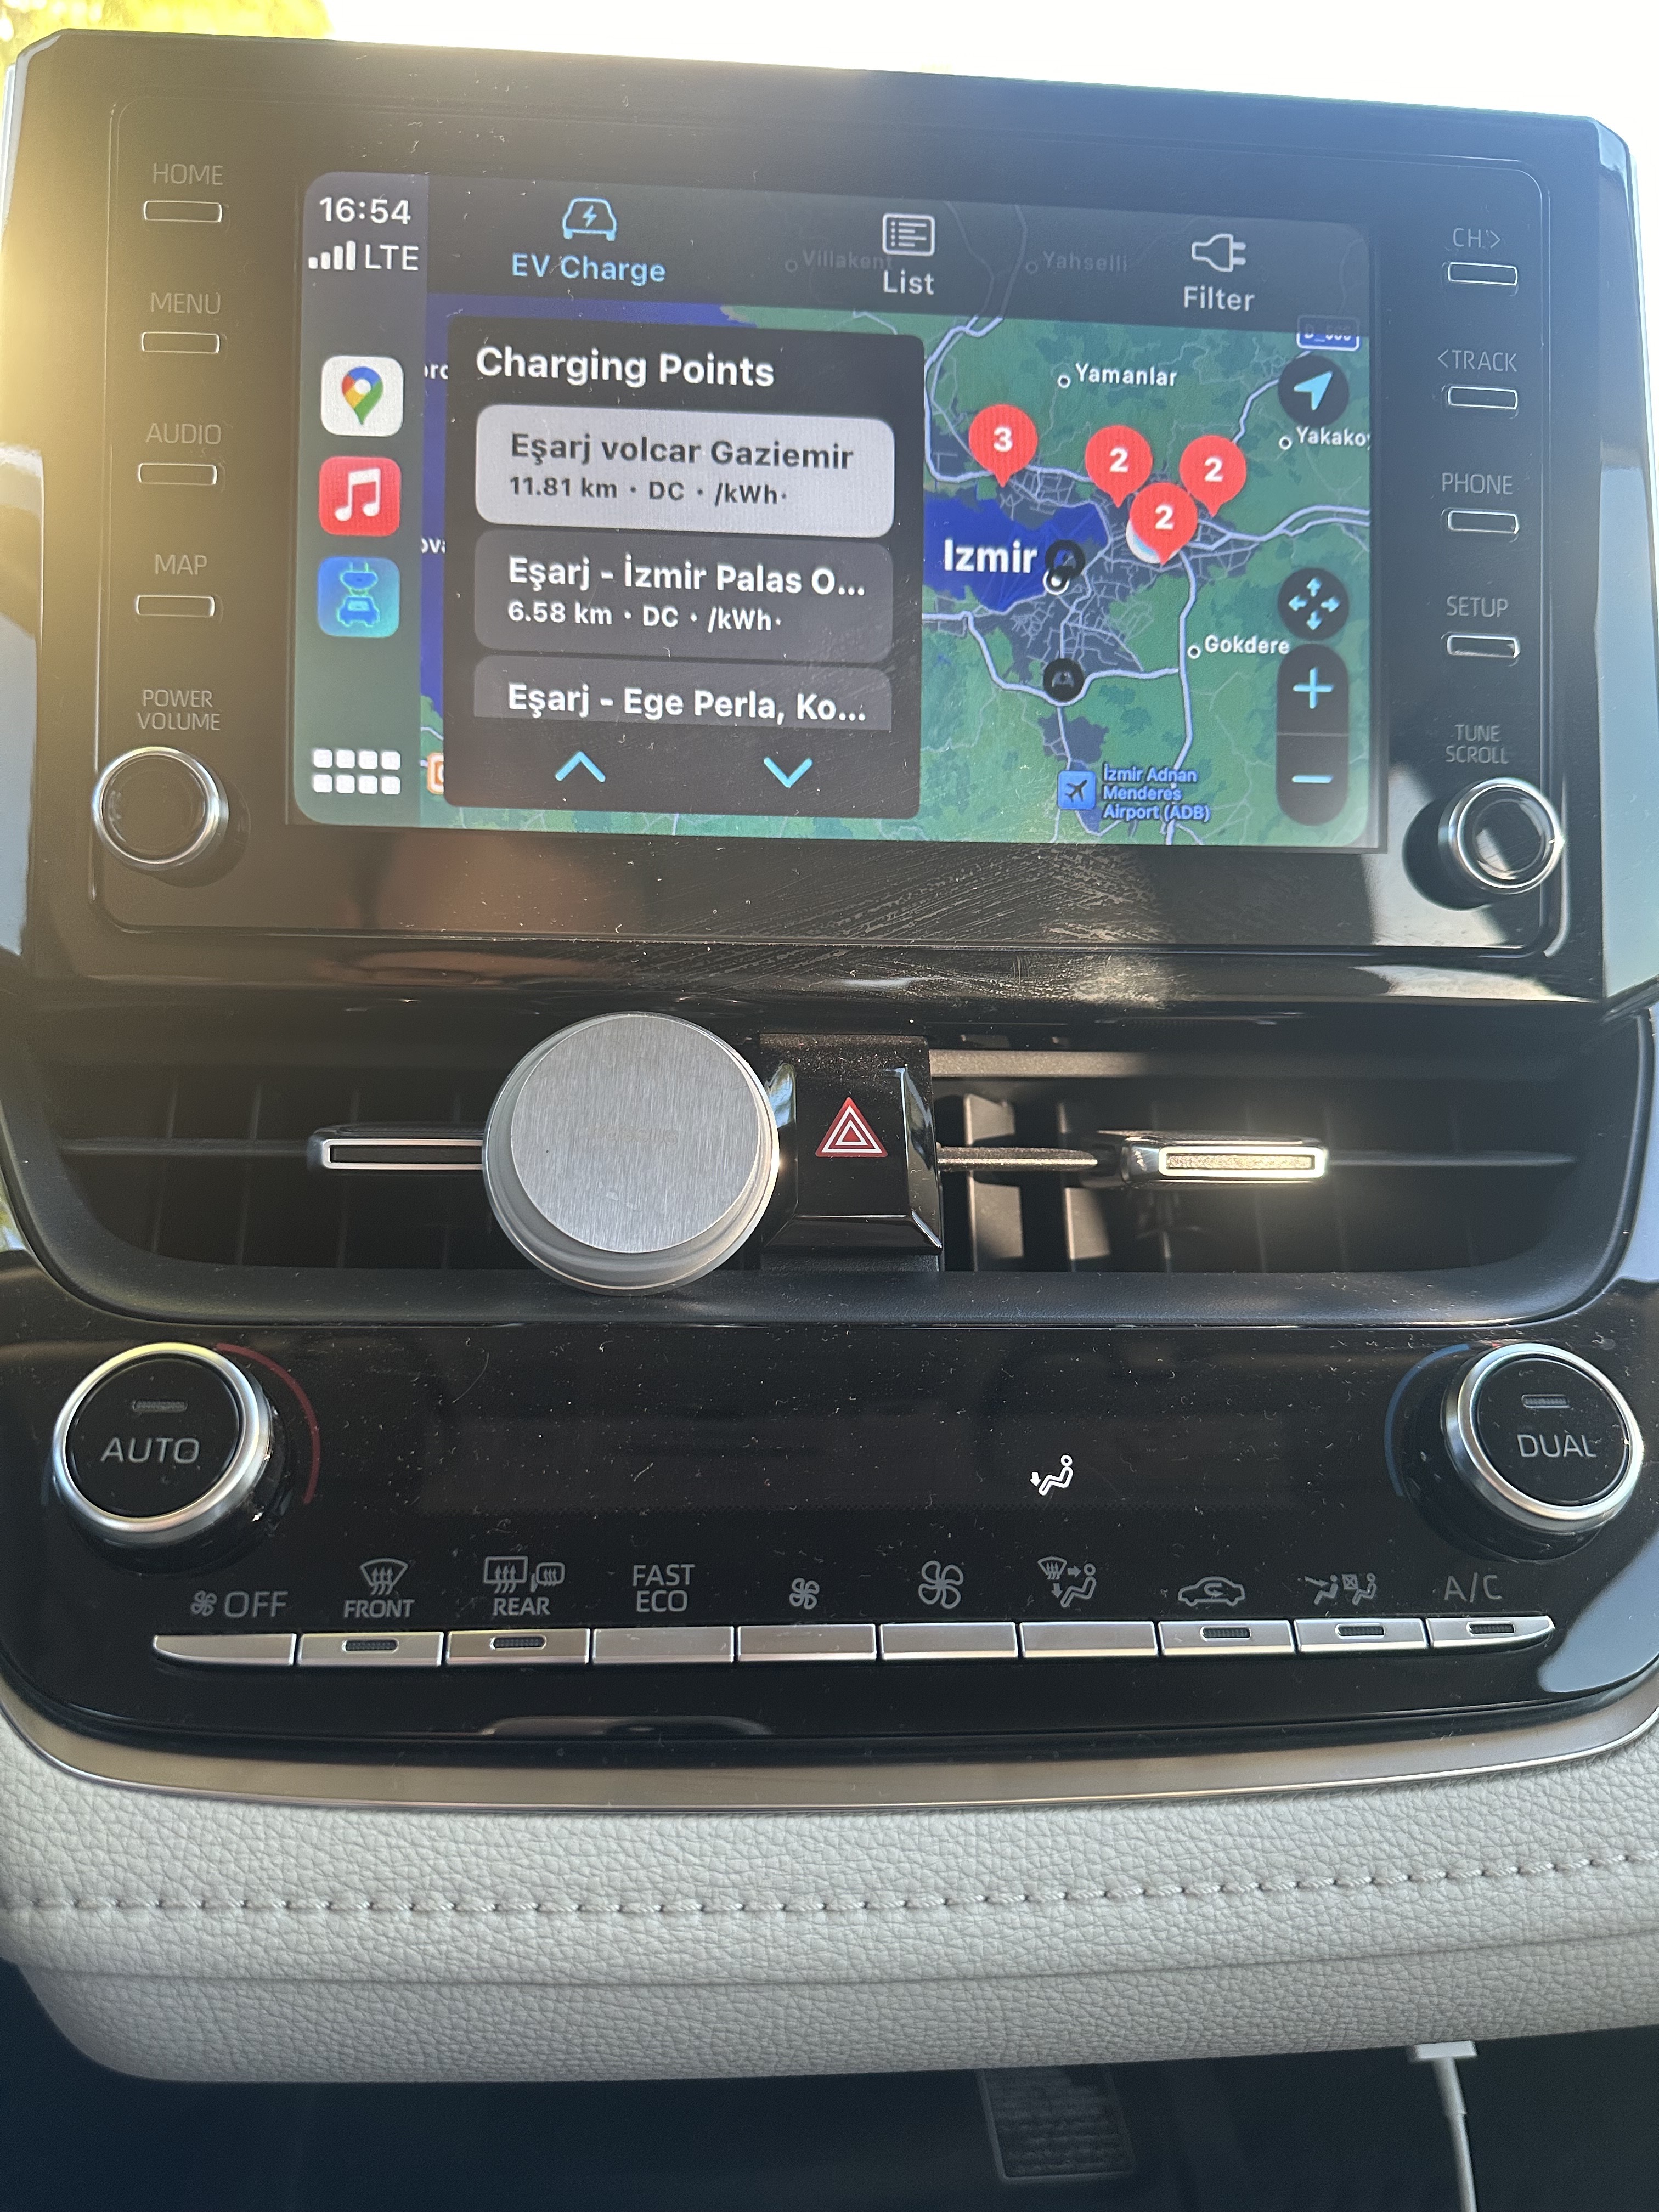 HOME
MENU
AUDIO
MAP
POWER
VOLUME
16:54
LTE
EV Charge
List
Filter
Villakent
Yahselli
Charging Points
Eşarj volcar Gaziemir
11.81 km · DC · /kWh·
Eşarj - İzmir Palas O...
6.58 km · DC · /kWh·
Eşarj - Ege Perla, Ko...
Yamanlar
Yakako
3
2
2
2
Izmir
Gokdere
İzmir Adnan
Menderes
Airport (ADB)
CH.>
<TRACK
PHONE
SETUP
TUNE
SCROLL
AUTO
DUAL
OFF
FRONT
REAR
FAST
ECO
A/C